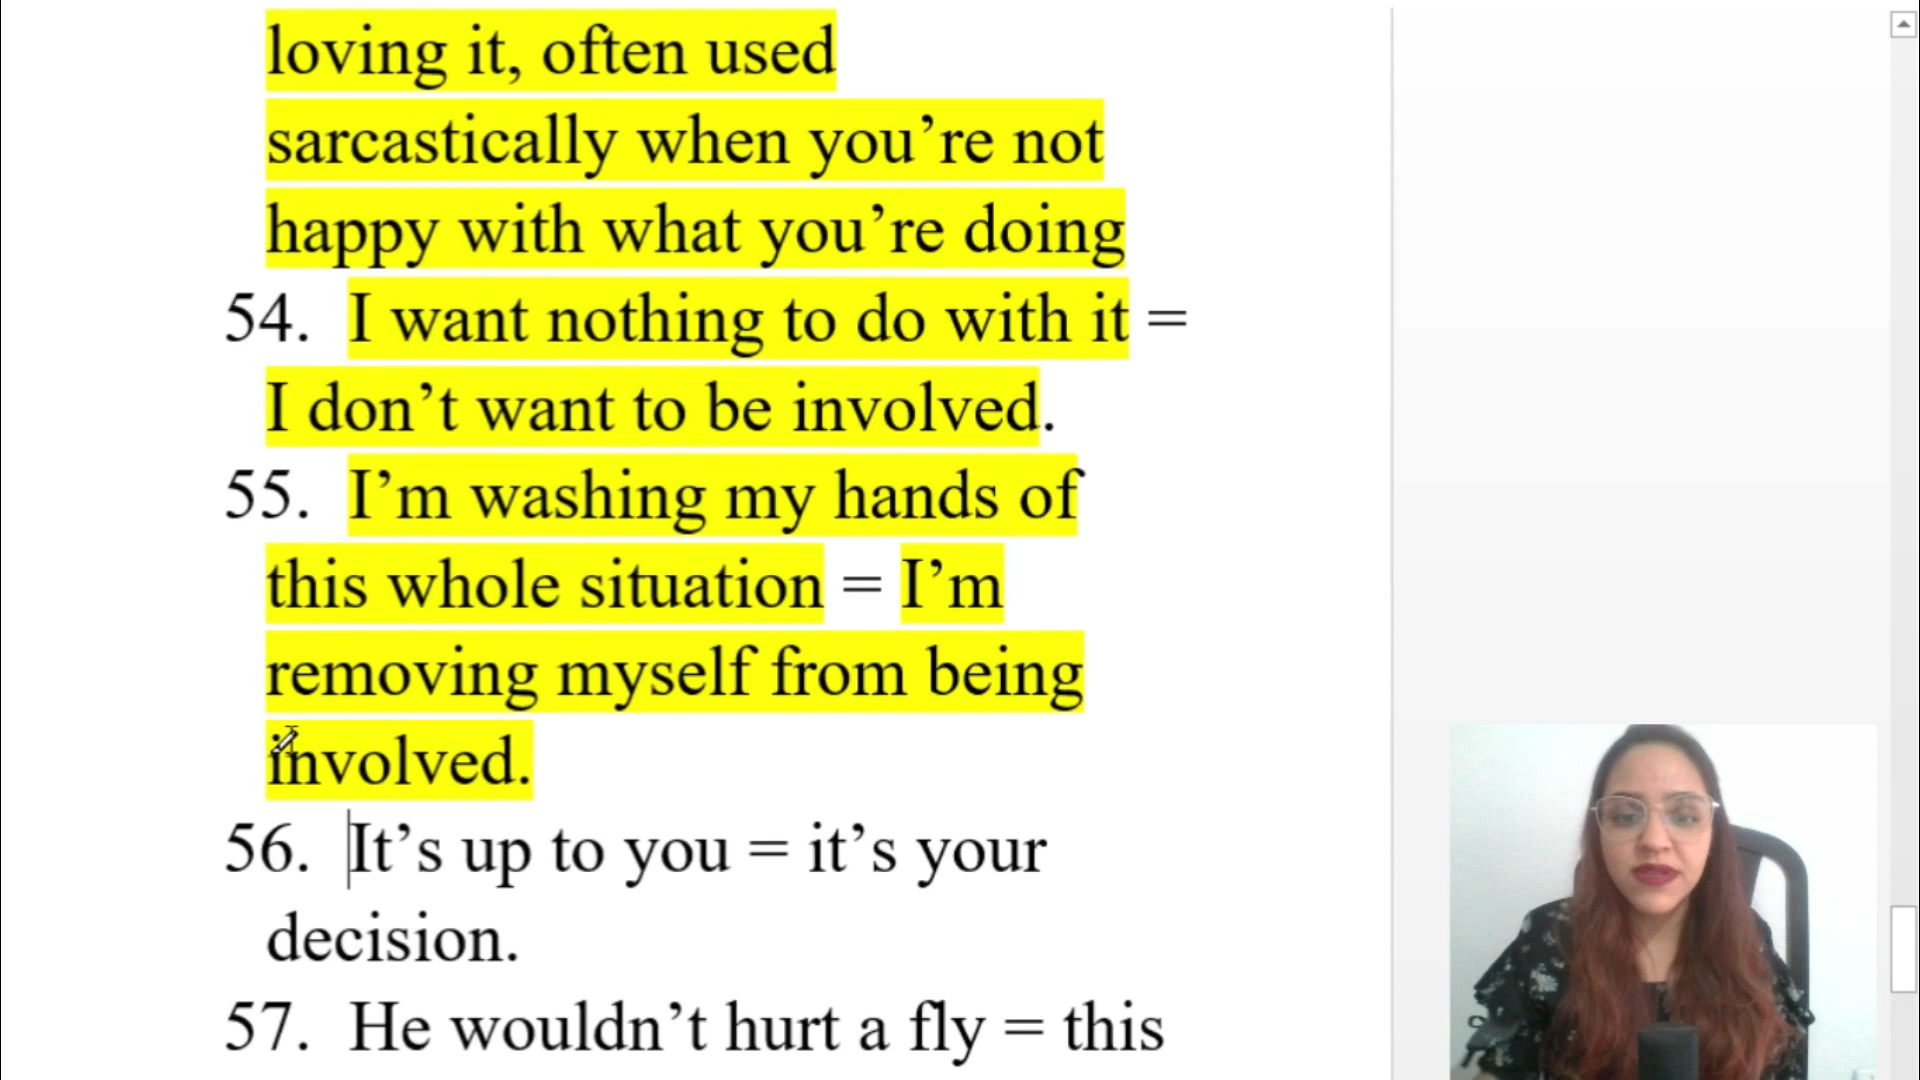 loving it, often used
sarcastically when you’re not
happy with what you’re doing
54. I want nothing to do with it =
I don’t want to be involved.
55. I’m washing my hands of
this whole situation = I’m
removing myself from being
involved.
56. It’s up to you = it’s your
decision.
57. He wouldn’t hurt a fly = this